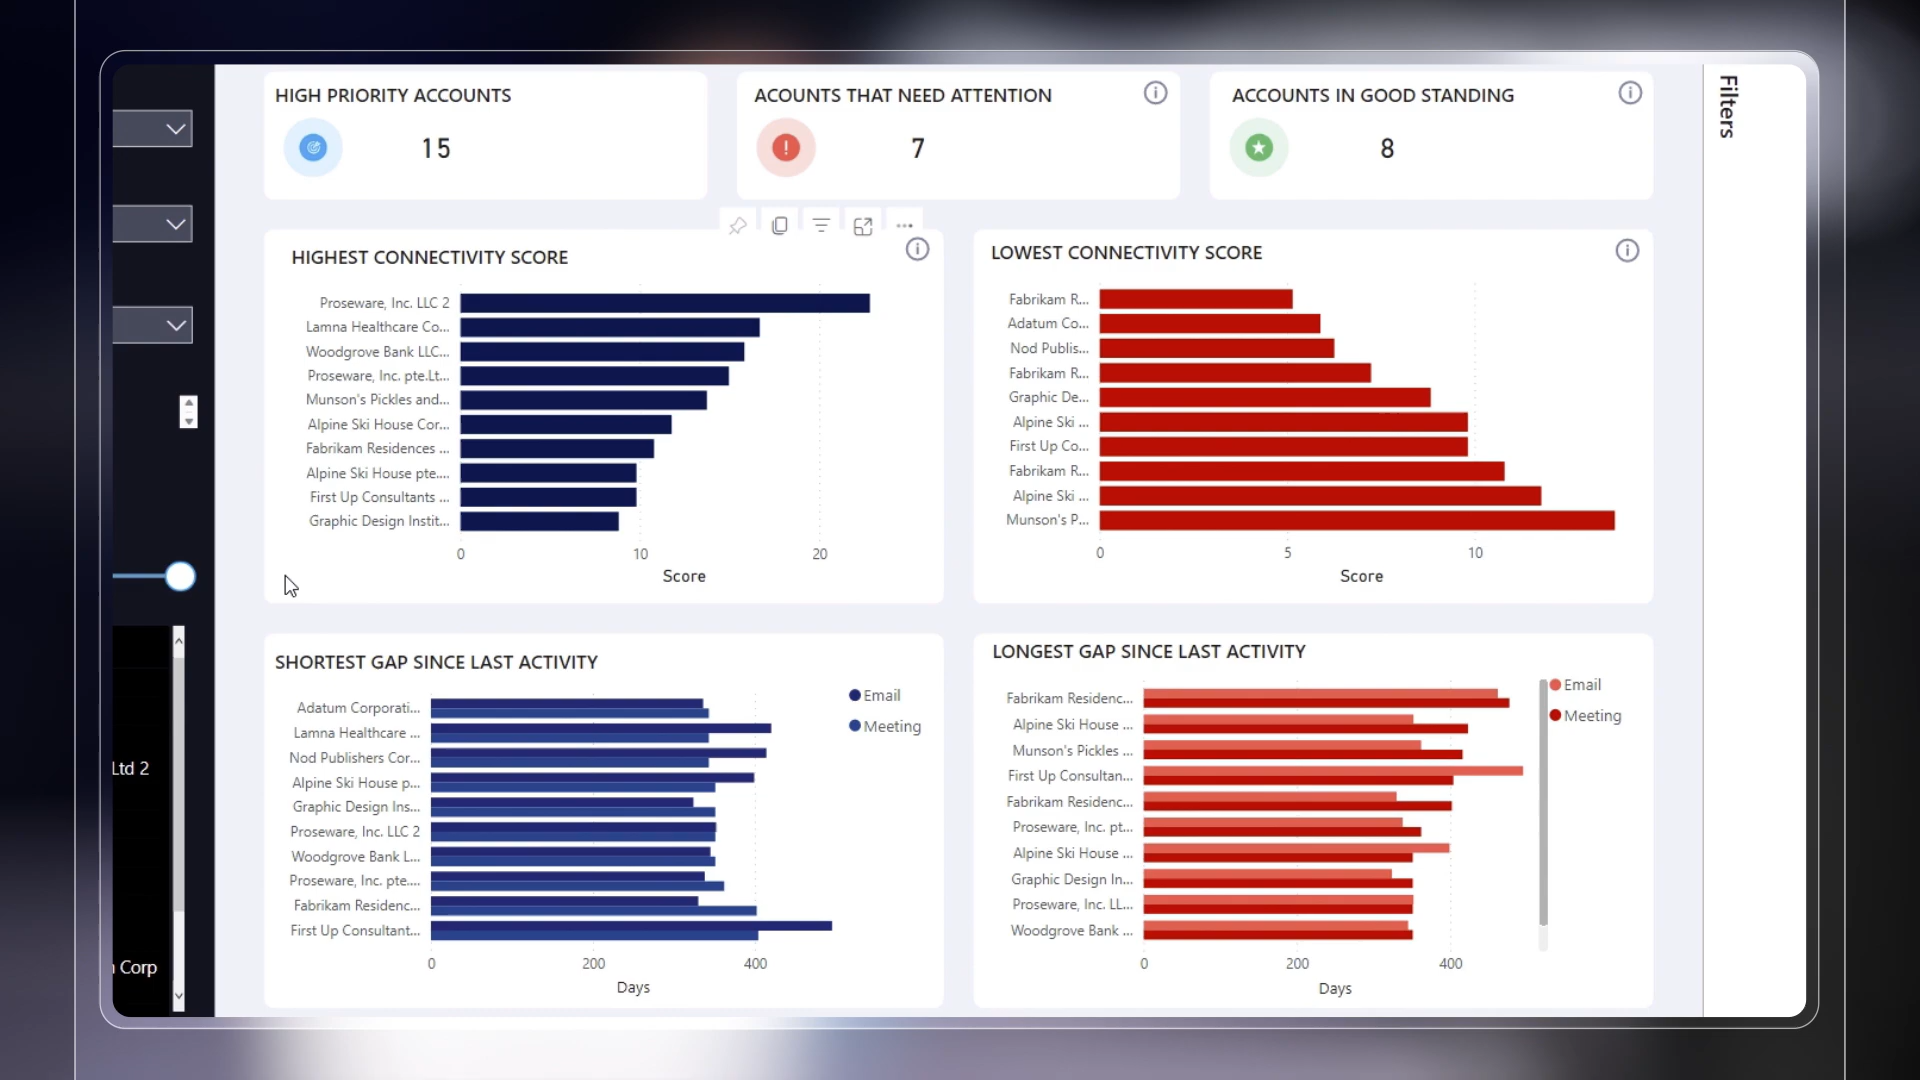 HIGH PRIORITY ACCOUNTS
15
ACOUNTS THAT NEED ATTENTION
7
ACCOUNTS IN GOOD STANDING
8
Filters
HIGHEST CONNECTIVITY SCORE
Proseware, Inc. LLC 2
Lamna Healthcare Co...
Woodgrove Bank LLC...
Proseware, Inc. pte.Lt...
Munson's Pickles and...
Alpine Ski House Cor...
Fabrikam Residences ...
Alpine Ski House pte....
First Up Consultants ...
Graphic Design Instit...
0 10 20
Score
LOWEST CONNECTIVITY SCORE
Fabrikam R...
Adatum Co...
Nod Publis...
Fabrikam R...
Graphic De...
Alpine Ski ...
First Up Co...
Fabrikam R...
Alpine Ski ...
Munson's P...
0 5 10
Score
Ltd 2
Corp
SHORTEST GAP SINCE LAST ACTIVITY
Email
Meeting
Adatum Corporati...
Lamna Healthcare ...
Nod Publishers Cor...
Alpine Ski House p...
Graphic Design Ins...
Proseware, Inc. LLC 2
Woodgrove Bank L...
Proseware, Inc. pte....
Fabrikam Residenc...
First Up Consultant...
0 200 400
Days
LONGEST GAP SINCE LAST ACTIVITY
Email
Meeting
Fabrikam Residenc...
Alpine Ski House ...
Munson's Pickles ...
First Up Consultan...
Fabrikam Residenc...
Proseware, Inc. pt...
Alpine Ski House ...
Graphic Design In...
Proseware, Inc. LL...
Woodgrove Bank ...
0 200 400
Days